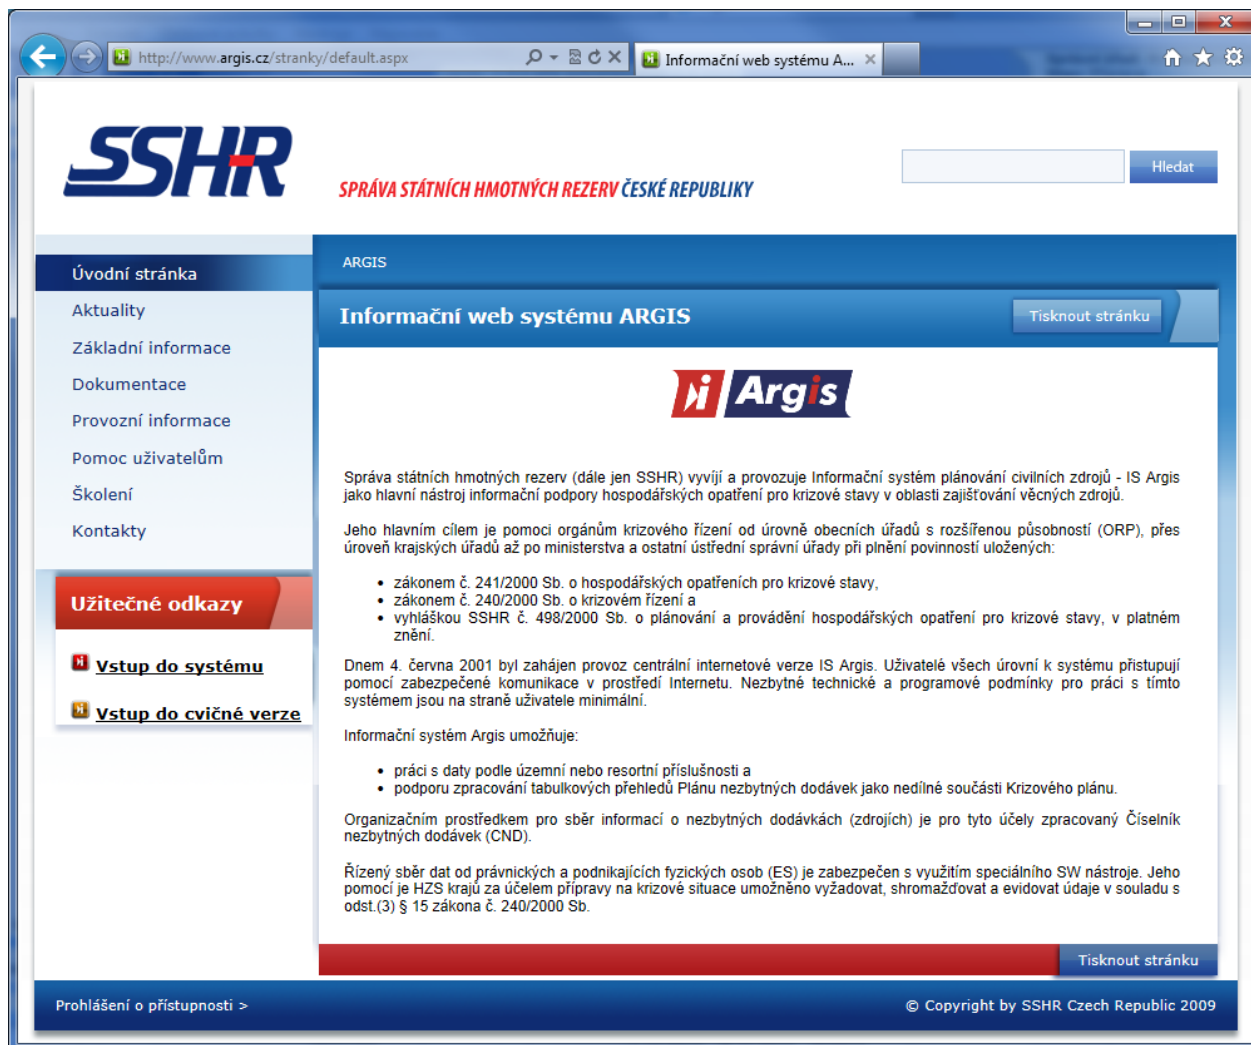 http://www.argis.cz/stranky/default.aspx
Informační web systému A...
SSHR
SPRÁVA STÁTNÍCH HMOTNÝCH REZERV ČESKÉ REPUBLIKY
Hledat
Úvodní stránka
Aktuality
Základní informace
Dokumentace
Provozní informace
Pomoc uživatelům
Školení
Kontakty
Užitečné odkazy
Vstup do systému
Vstup do cvičné verze
ARGIS
Informační web systému ARGIS
Tisknout stránku
Argis
Správa státních hmotných rezerv (dále jen SSHR) vyvíjí a provozuje Informační systém plánování civilních zdrojů - IS Argis
jako hlavní nástroj informační podpory hospodářských opatření pro krizové stavy v oblasti zajišťování věcných zdrojů.
Jeho hlavním cílem je pomoci orgánům krizového řízení od úrovně obecních úřadů s rozšířenou působností (ORP), přes
úroveň krajských úřadů až po ministerstva a ostatní ústřední správní úřady při plnění povinností uložených:
• zákonem č. 241/2000 Sb. o hospodářských opatřeních pro krizové stavy,
• zákonem č. 240/2000 Sb. o krizovém řízení a
• vyhláškou SSHR č. 498/2000 Sb. o plánování a provádění hospodářských opatření pro krizové stavy, v platném
znění.
Dnem 4. června 2001 byl zahájen provoz centrální internetové verze IS Argis. Uživatelé všech úrovní k systému přistupují
pomocí zabezpečené komunikace v prostředí Internetu. Nezbytné technické a programové podmínky pro práci s tímto
systémem jsou na straně uživatele minimální.
Informační systém Argis umožňuje:
• práci s daty podle územní nebo resortní příslušnosti a
• podporu zpracování tabulkových přehledů Plánu nezbytných dodávek jako nedílné součásti Krizového plánu.
Organizačním prostředkem pro sběr informací o nezbytných dodávkách (zdrojích) je pro tyto účely zpracovaný Číselník
nezbytných dodávek (CND).
Řízený sběr dat od právnických a podnikajících fyzických osob (ES) je zabezpečen s využitím speciálního SW nástroje. Jeho
pomocí je HZS krajů za účelem přípravy na krizové situace umožněno vyžadovat, shromažďovat a evidovat údaje v souladu s
odst.(3) § 15 zákona č. 240/2000 Sb.
Tisknout stránku
Prohlášení o přístupnosti >
© Copyright by SSHR Czech Republic 2009